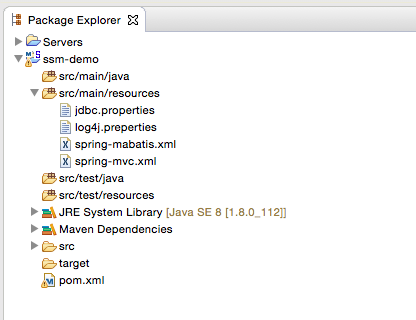 Package Explorer
Servers
ssm-demo
src/main/java
src/main/resources
jdbc.properties
log4j.preperties
spring-mabatis.xml
spring-mvc.xml
src/test/java
src/test/resources
JRE System Library [Java SE 8 [1.8.0_112]]
Maven Dependencies
src
target
pom.xml